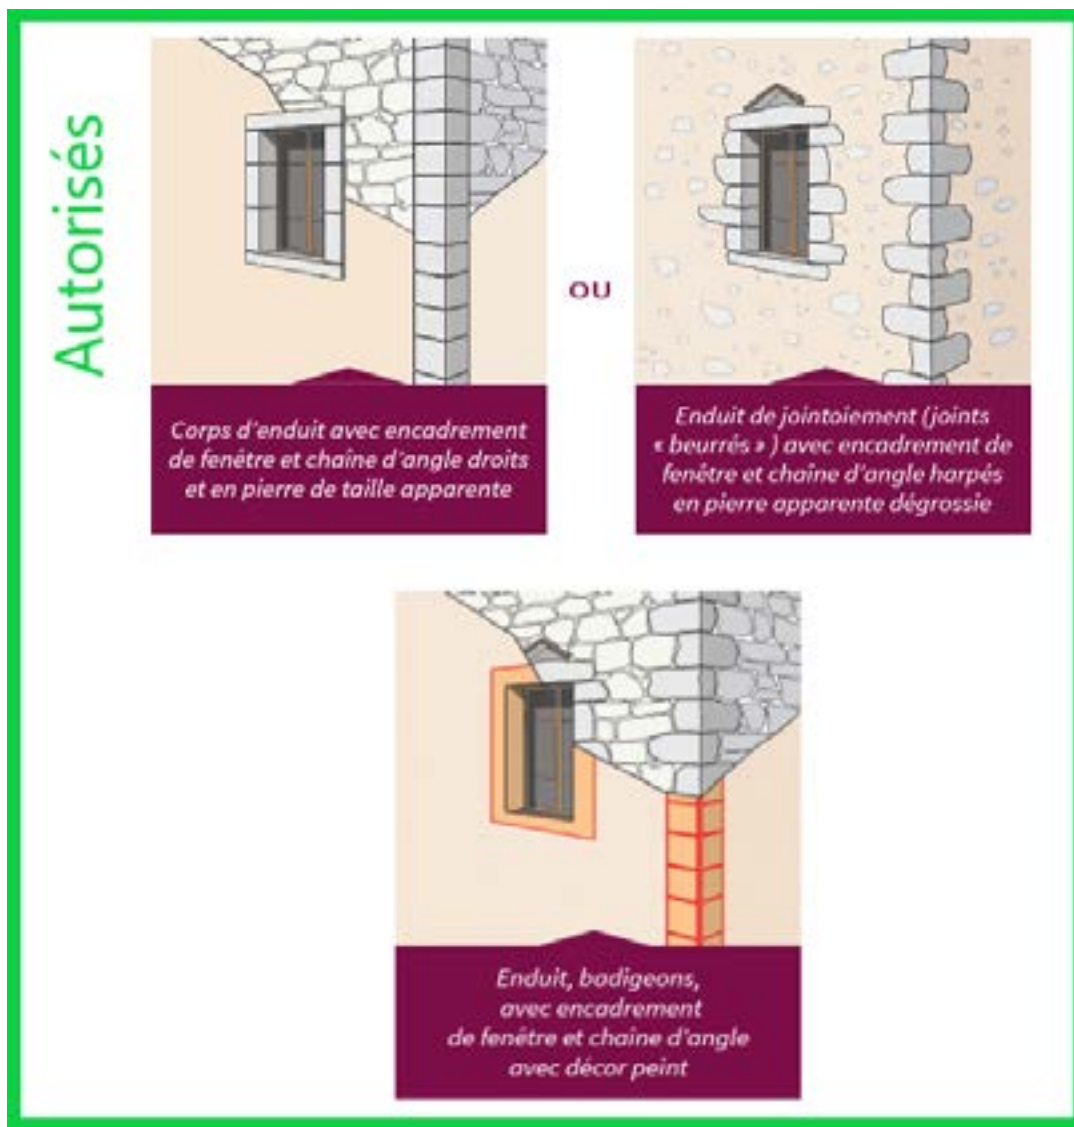 Autorisés
Corps d'enduit avec encadrement
de fenêtre et chaîne d'angle droits
et en pierre de taille apparente
OU
Enduit de jointoiement (joints
« beurrés » ) avec encadrement de
fenêtre et chaîne d'angle harpés
en pierre apparente dégrossie
Enduit, badigeons,
avec encadrement
de fenêtre et chaîne d'angle
avec décor peint